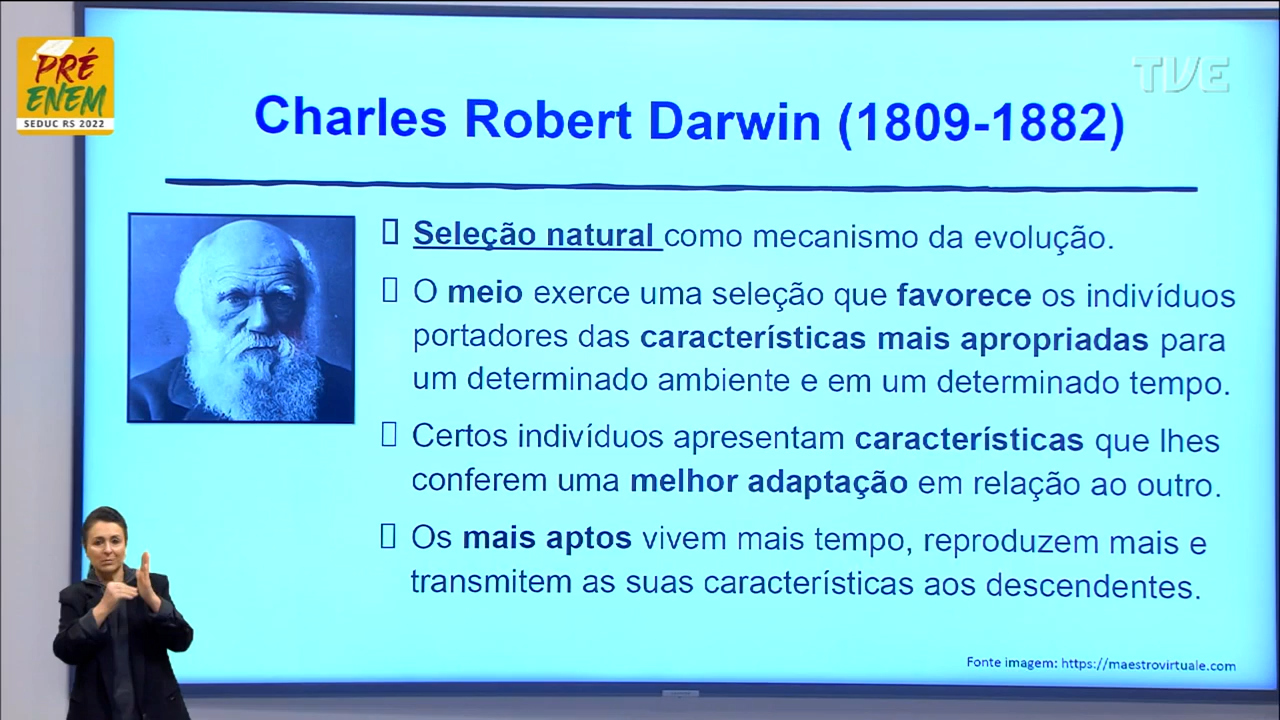 PRÉ
ENEM
SEDUC RS 2022
TVE
Charles Robert Darwin (1809-1882)
Seleção natural como mecanismo da evolução.
O meio exerce uma seleção que favorece os indivíduos
portadores das características mais apropriadas para
um determinado ambiente e em um determinado tempo.
Certos indivíduos apresentam características que lhes
conferem uma melhor adaptação em relação ao outro.
Os mais aptos vivem mais tempo, reproduzem mais e
transmitem as suas características aos descendentes.
Fonte imagem: https://maestrovirtuale.com